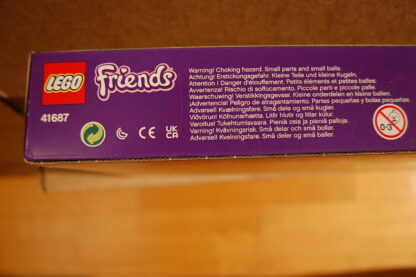 LEGO
Friends
41687
CE
UK
CA
Warning! Choking hazard. Small parts and small balls.
Achtung! Erstickungsgefahr. Kleine Teile und kleine Kugeln.
Attention ! Danger d'étouffement. Petits éléments et petites balles.
Avvertenza! Rischio di soffocamento. Piccole parti e piccole palle.
Waarschuwing! Verstikkingsgevaar. Kleine onderdelen en kleine ballen.
¡Advertencia! Peligro de atragantamiento. Partes pequeñas y bolas pequeñas.
Advarsel! Kvælningsfare. Små dele og små kugler.
Viðvörun! Köfnunarhætta. Litlir hlutir og litlar kúlur.
Varoitus! Tukehtumisvaara. Pieniä osia ja pieniä palloja.
Varning! Kvävningsrisk. Små delar och små bollar.
Advarsel! Kvelningsfare. Små deler og små baller.
0-3